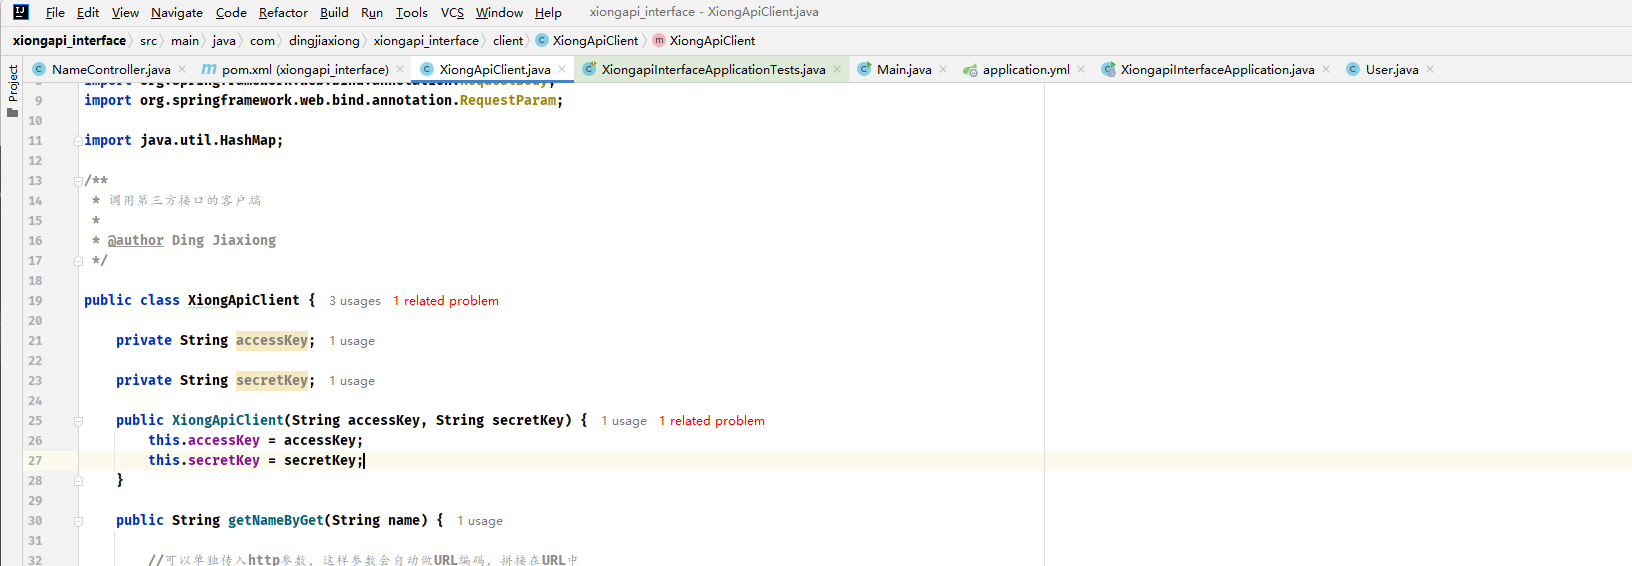 File Edit View Navigate Code Refactor Build Run Tools VCS Window Help xiongapi_interface - XiongApiClient.java
xiongapi_interface src main java com dingjiaxiong xiongapi_interface client XiongApiClient XiongApiClient
Project
NameController.java pom.xml (xiongapi_interface) XiongApiClient.java XiongapiInterfaceApplicationTests.java Main.java application.yml XiongapiInterfaceApplication.java User.java
8 import org.springframework.web.bind.annotation.RequestBody;
9 import org.springframework.web.bind.annotation.RequestParam;
10
11 import java.util.HashMap;
12
13 /**
14 * 调用第三方接口的客户端
15 *
16 * @author Ding Jiaxiong
17 */
18
19 public class XiongApiClient { 3 usages 1 related problem
20
21 private String accessKey; 1 usage
22
23 private String secretKey; 1 usage
24
25 public XiongApiClient(String accessKey, String secretKey) { 1 usage 1 related problem
26 this.accessKey = accessKey;
27 this.secretKey = secretKey;
28 }
29
30 public String getNameByGet(String name) { 1 usage
31
32 //可以单独传入http参数，这样参数会自动做URL编码，拼接在URL中